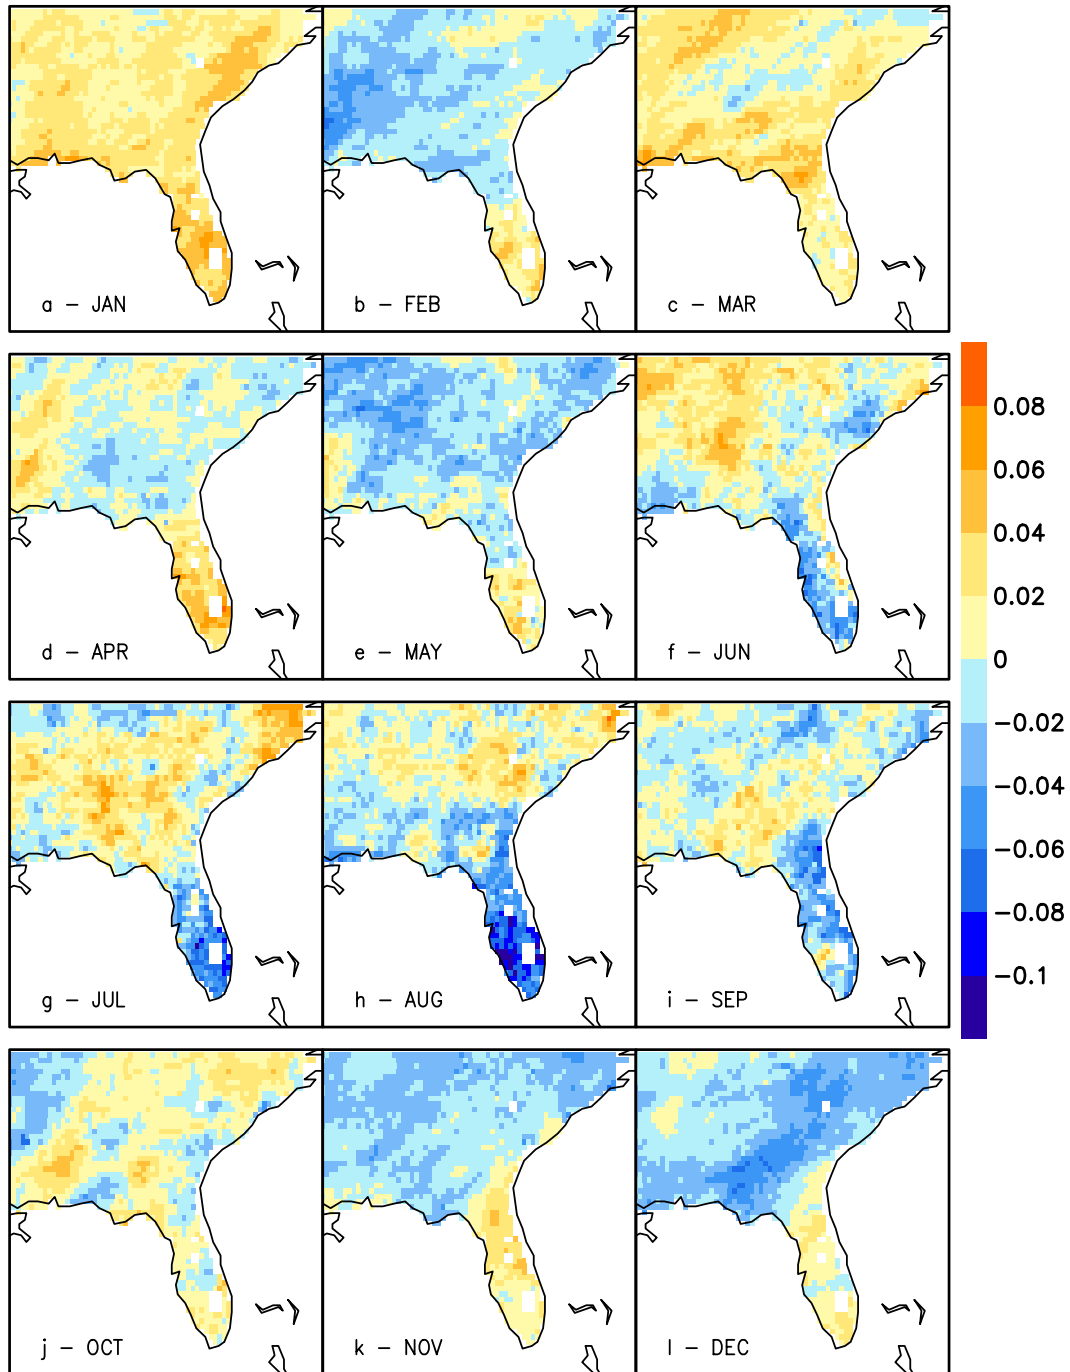 a – JAN
b – FEB
c – MAR
d – APR
e – MAY
f – JUN
g – JUL
h – AUG
i – SEP
j – OCT
k – NOV
l – DEC
0.08
0.06
0.04
0.02
0
−0.02
−0.04
−0.06
−0.08
−0.1